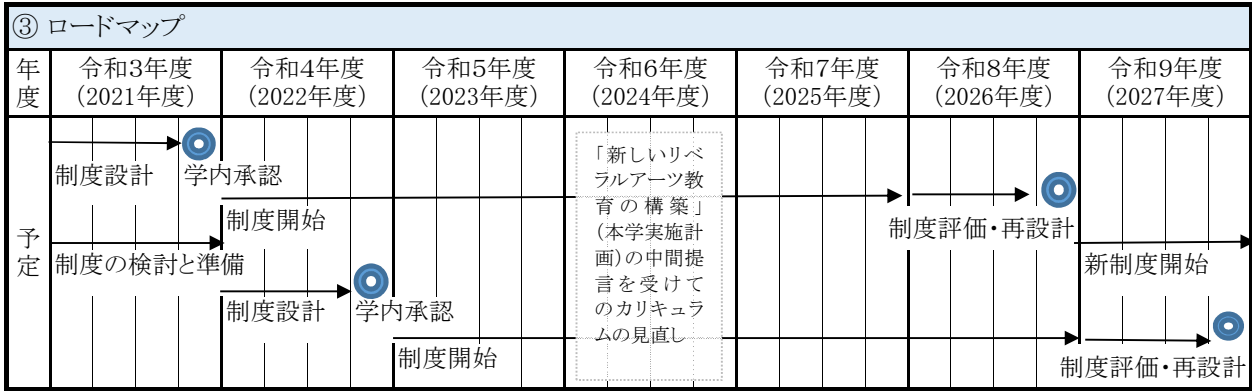 ③ ロードマップ
年度
令和3年度
(2021年度)
令和4年度
(2022年度)
令和5年度
(2023年度)
令和6年度
(2024年度)
令和7年度
(2025年度)
令和8年度
(2026年度)
令和9年度
(2027年度)
予定
制度設計
学内承認
制度開始
制度の検討と準備
制度設計
学内承認
制度開始
「新しいリベ
ラルアーツ教
育の構築」
(本学実施計
画)の中間提
言を受けて
のカリキュラ
ムの見直し
制度評価・再設計
新制度開始
制度評価・再設計